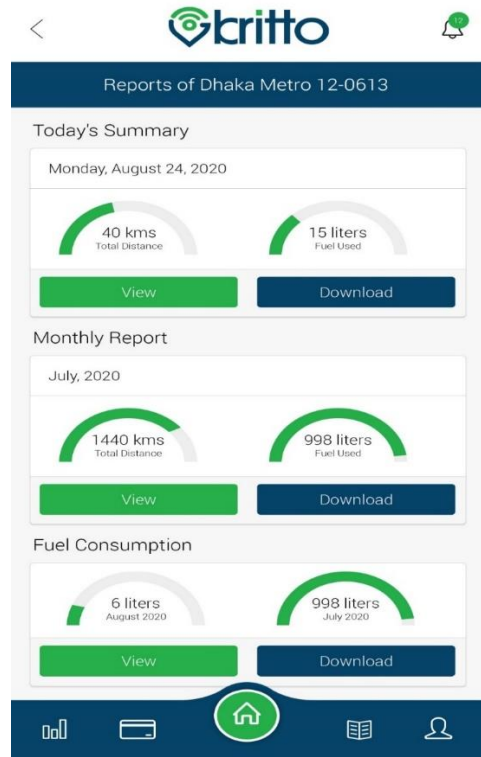 britto
12
Reports of Dhaka Metro 12-0613
Today's Summary
Monday, August 24, 2020
40 kms
Total Distance
15 liters
Fuel Used
View
Download
Monthly Report
July, 2020
1440 kms
Total Distance
998 liters
Fuel Used
View
Download
Fuel Consumption
6 liters
August 2020
998 liters
July 2020
View
Download